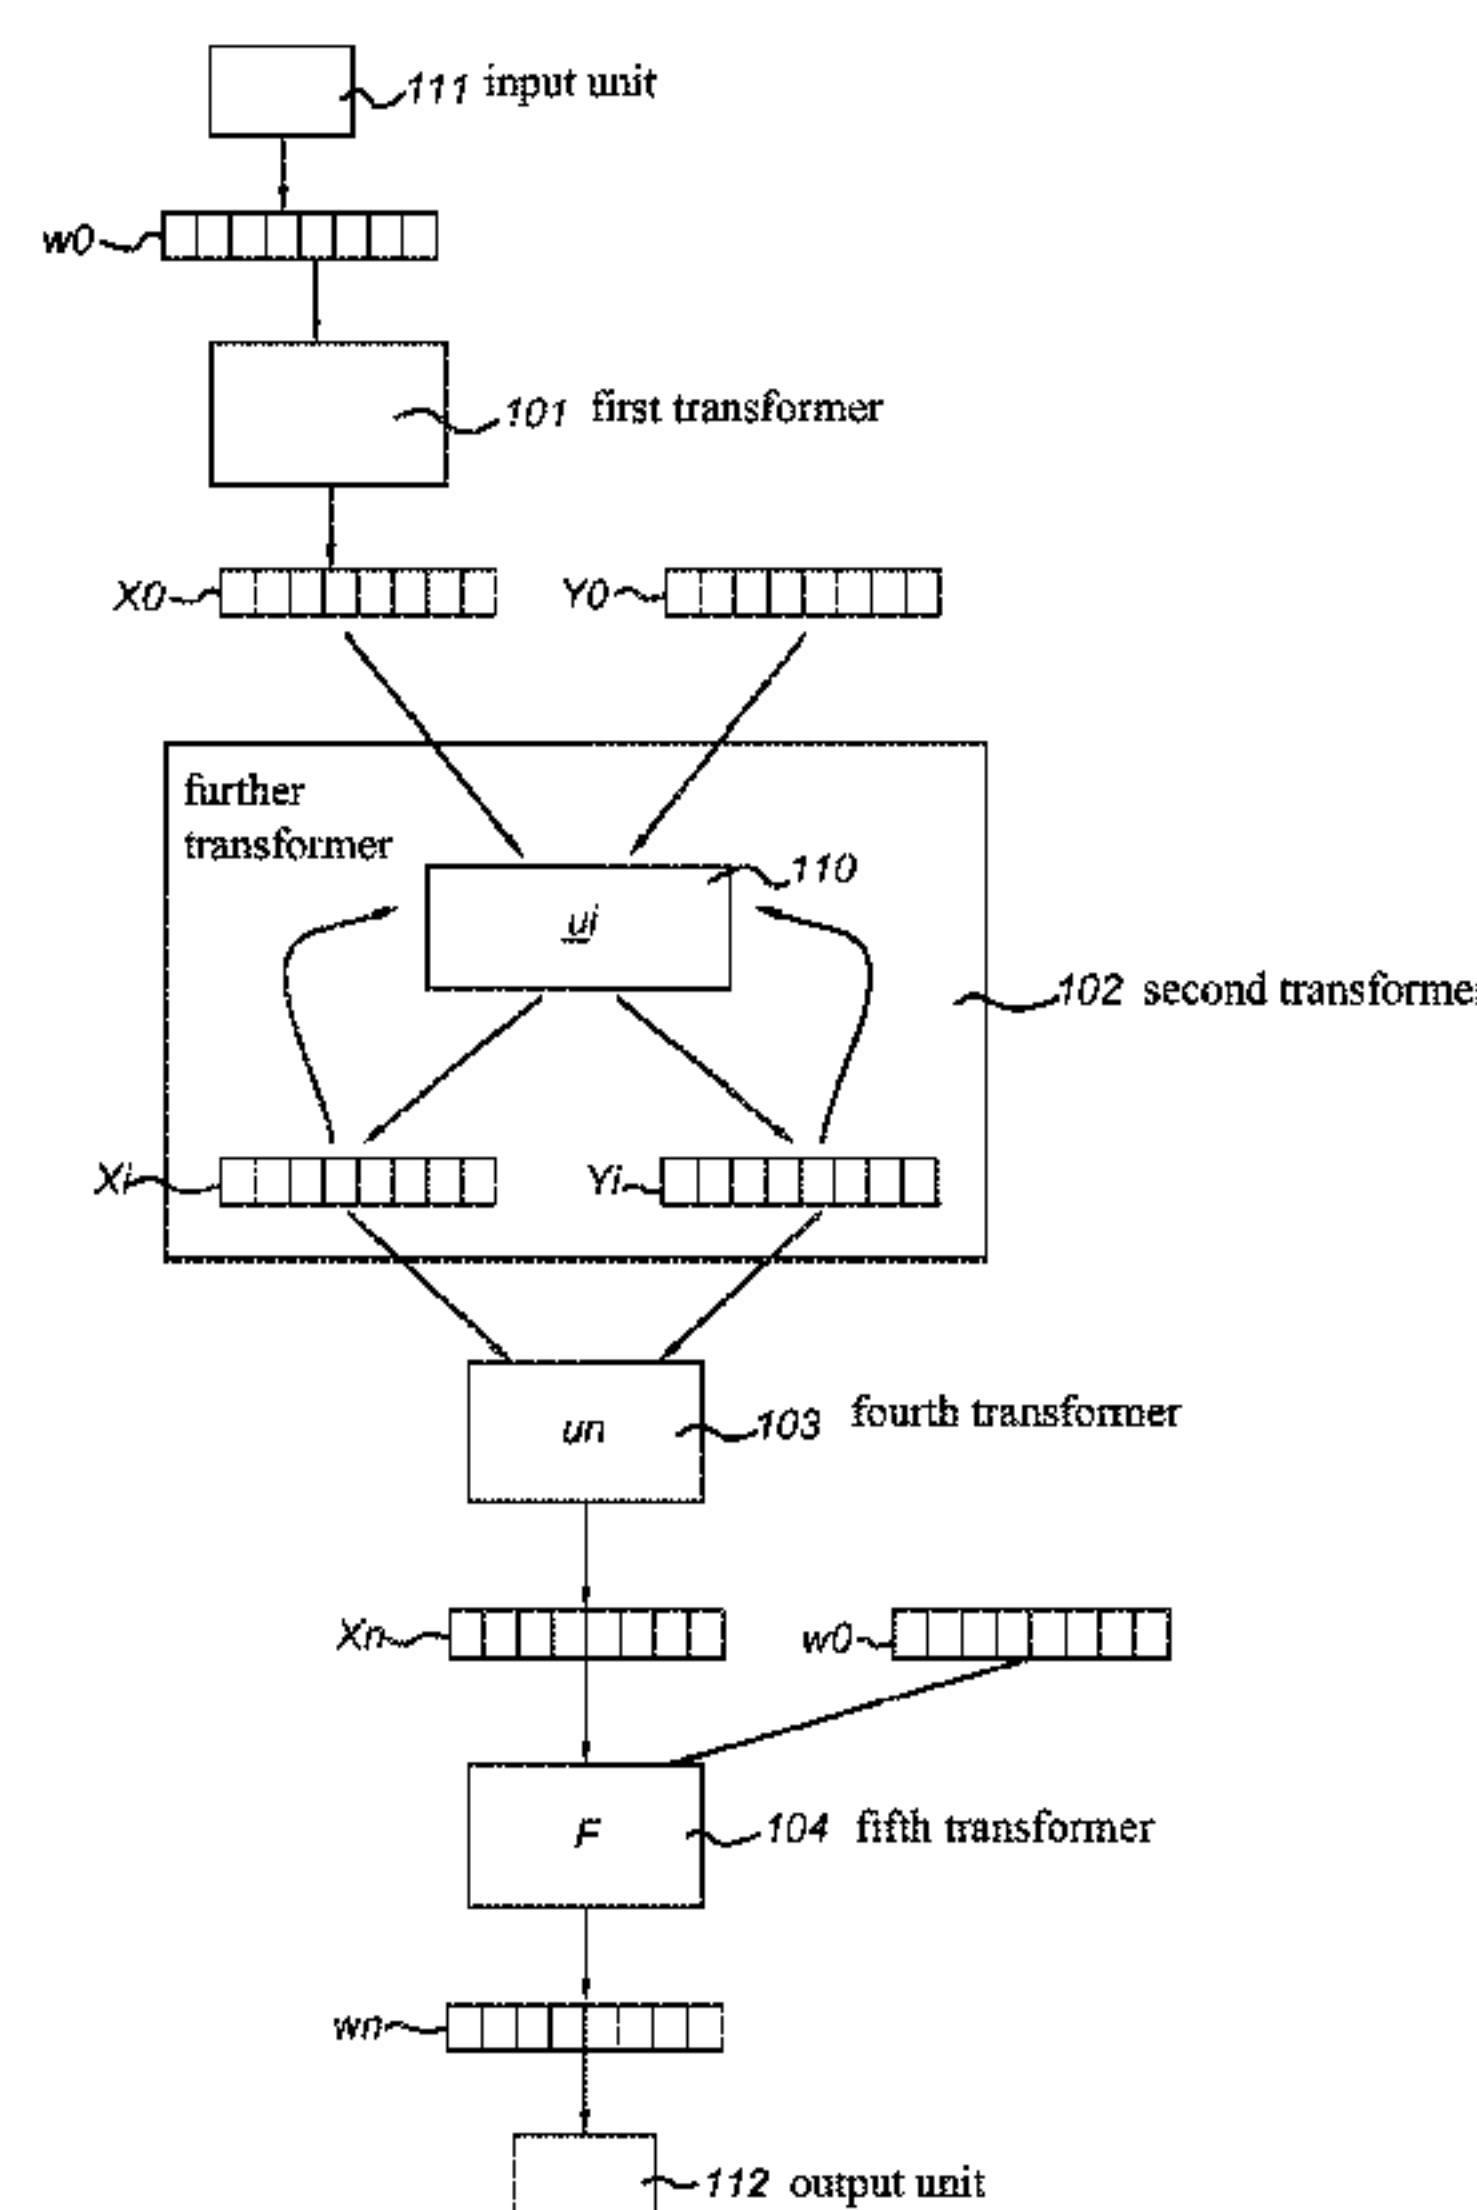 111 input unit
w0
101 first transformer
X0
Y0
further
transformer
110
ui
102 second transforme
Xi
Yi
un
103 fourth transformer
Xn
w0
F
104 fifth transformer
wn
112 output unit